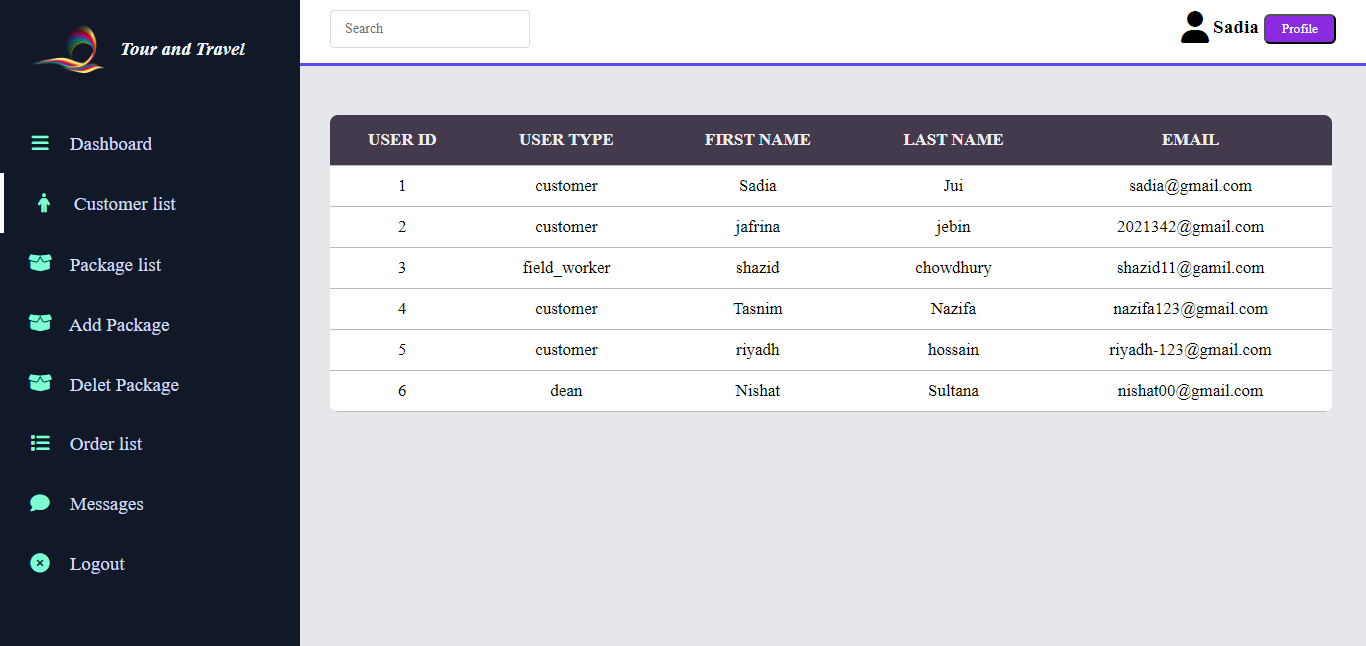 Tour and Travel
Search
Sadia Profile
Dashboard
Customer list
Package list
Add Package
Delet Package
Order list
Messages
Logout
USER ID USER TYPE FIRST NAME LAST NAME EMAIL
1 customer Sadia Jui sadia@gmail.com
2 customer jafrina jebin 2021342@gmail.com
3 field_worker shazid chowdhury shazid11@gamil.com
4 customer Tasnim Nazifa nazifa123@gmail.com
5 customer riyadh hossain riyadh-123@gmail.com
6 dean Nishat Sultana nishat00@gmail.com